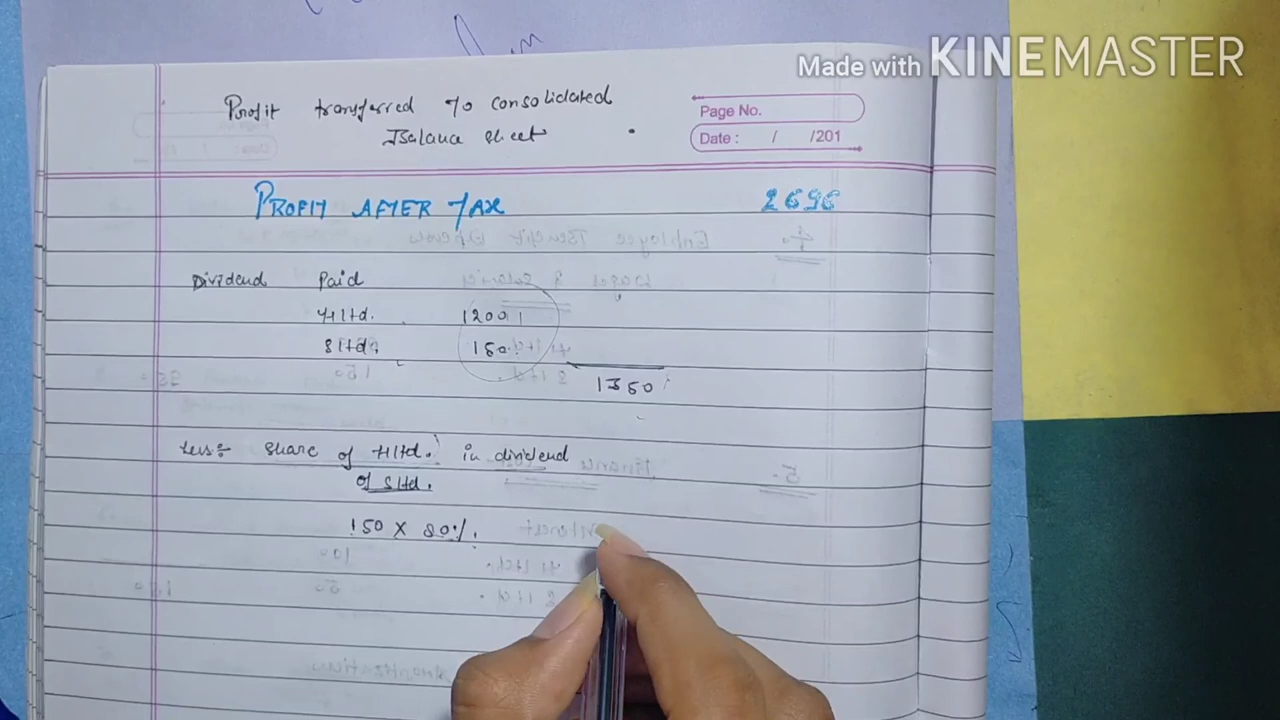 Made with KINEMASTER
Profit transferred to consolidated
Balance sheet
Page No.
Date : / /201
PROFIT AFTER TAX 2696
Dividend Paid
H ltd. 1200
S ltd. 150
1350
Less:- Share of H ltd. in dividend
of S ltd.
150 X 80%.